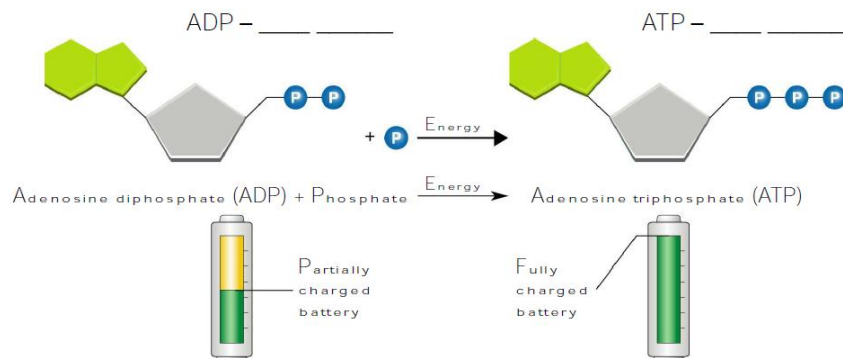 ADP – ____ ______
ATP – ____ ______
P P
+ P
Energy
P P P
Adenosine diphosphate (ADP) + Phosphate
Energy
Adenosine triphosphate (ATP)
Partially
charged
battery
Fully
charged
battery